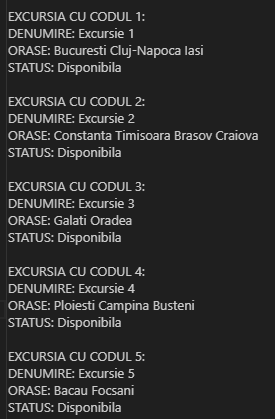 EXCURSIA CU CODUL 1:
DENUMIRE: Excursie 1
ORASE: Bucuresti Cluj-Napoca Iasi
STATUS: Disponibila
EXCURSIA CU CODUL 2:
DENUMIRE: Excursie 2
ORASE: Constanta Timisoara Brasov Craiova
STATUS: Disponibila
EXCURSIA CU CODUL 3:
DENUMIRE: Excursie 3
ORASE: Galati Oradea
STATUS: Disponibila
EXCURSIA CU CODUL 4:
DENUMIRE: Excursie 4
ORASE: Ploiesti Campina Busteni
STATUS: Disponibila
EXCURSIA CU CODUL 5:
DENUMIRE: Excursie 5
ORASE: Bacau Focsani
STATUS: Disponibila